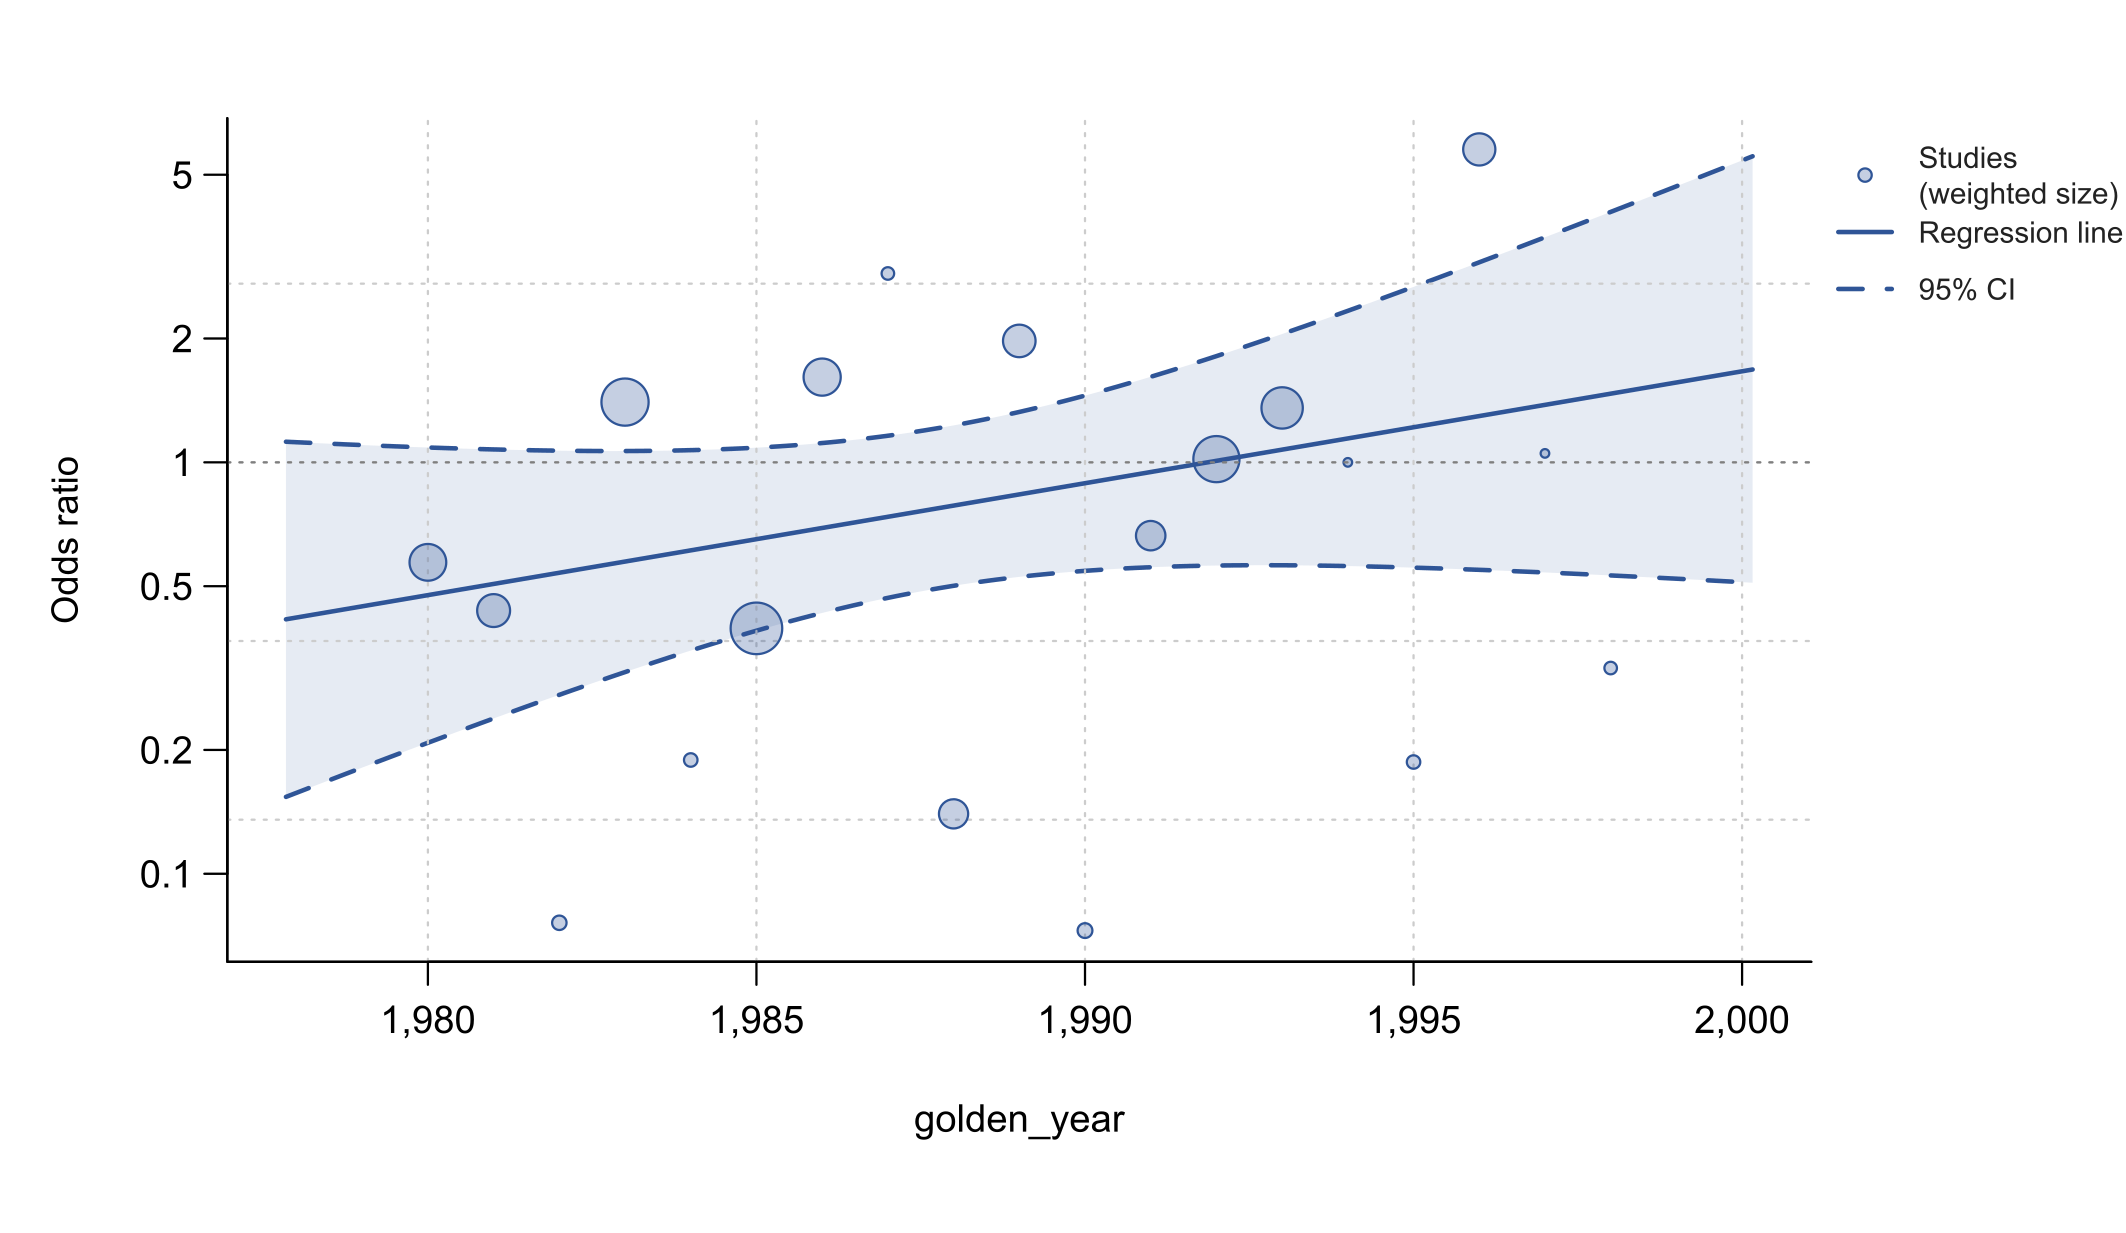 5
2
1
0.5
0.2
0.1
Odds ratio
1,980
1,985
1,990
1,995
2,000
golden_year
Studies
(weighted size)
Regression line
95% CI